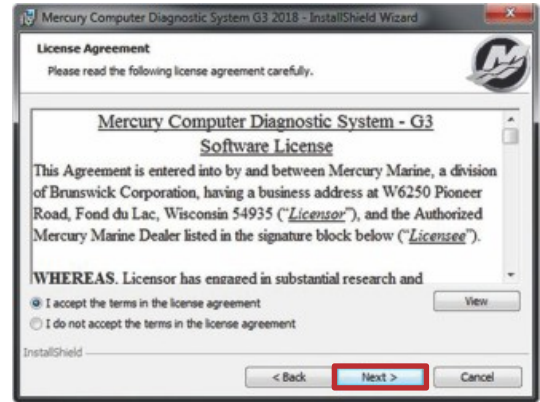 Mercury Computer Diagnostic System G3 2018 - InstallShield Wizard
License Agreement
Please read the following license agreement carefully.
Mercury Computer Diagnostic System - G3
Software License
This Agreement is entered into by and between Mercury Marine, a division
of Brunswick Corporation, having a business address at W6250 Pioneer
Road, Fond du Lac, Wisconsin 54935 ("Licensor"), and the Authorized
Mercury Marine Dealer listed in the signature block below ("Licensee").
WHEREAS, Licensor has engaged in substantial research and
I accept the terms in the license agreement
View
I do not accept the terms in the license agreement
InstallShield
< Back
Next >
Cancel